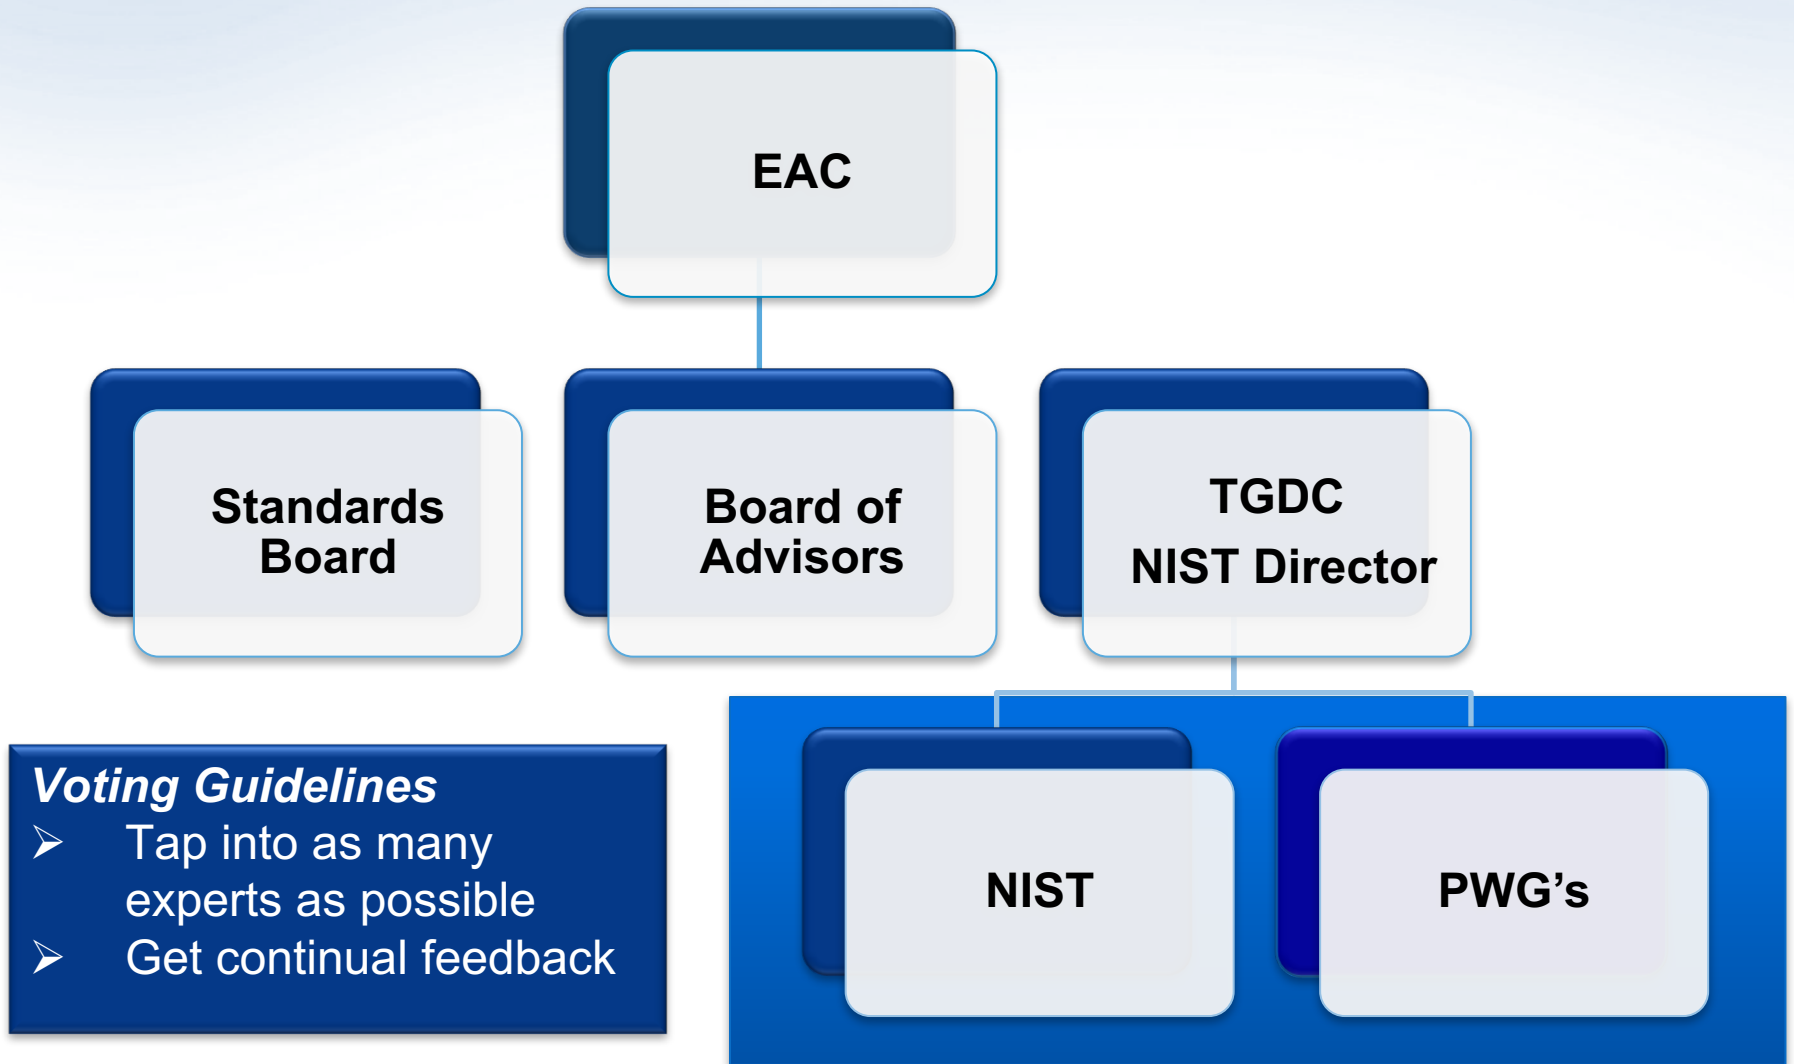 EAC
Standards
Board
Board of
Advisors
TGDC
NIST Director
Voting Guidelines
➢ Tap into as many
experts as possible
➢ Get continual feedback
NIST
PWG’s